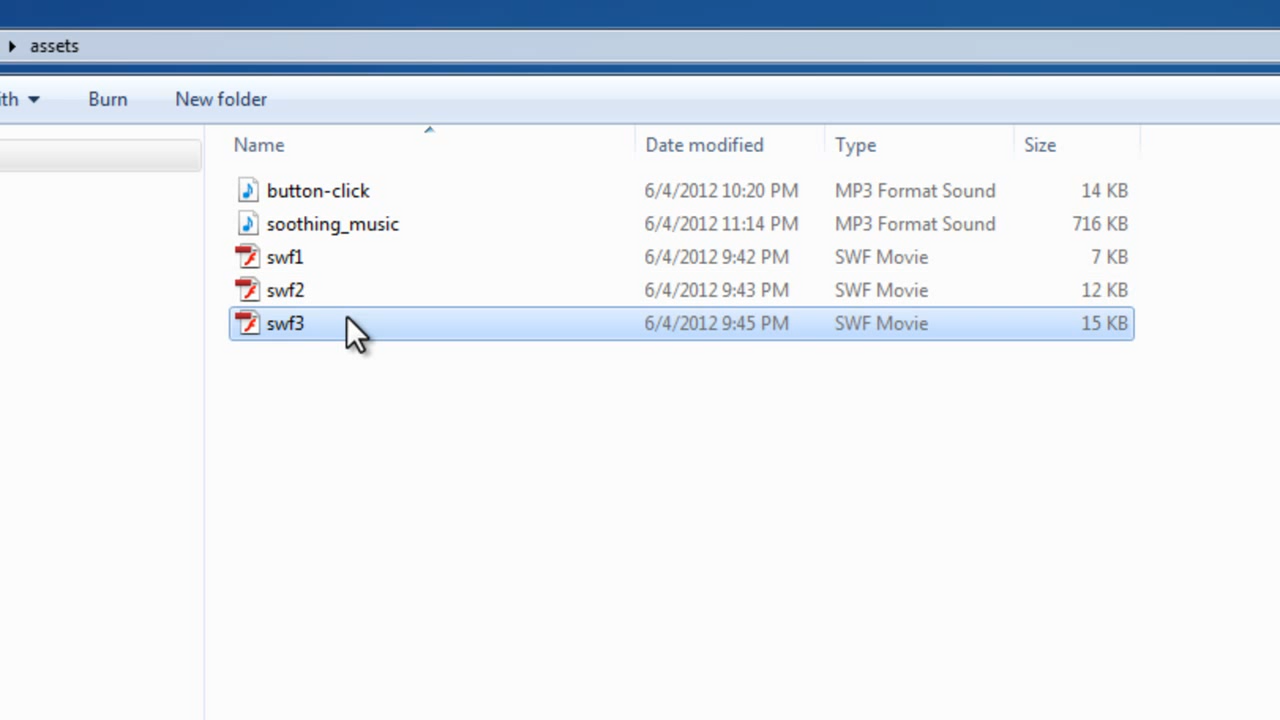 assets
ith Burn New folder
Name Date modified Type Size
button-click 6/4/2012 10:20 PM MP3 Format Sound 14 KB
soothing_music 6/4/2012 11:14 PM MP3 Format Sound 716 KB
swf1 6/4/2012 9:42 PM SWF Movie 7 KB
swf2 6/4/2012 9:43 PM SWF Movie 12 KB
swf3 6/4/2012 9:45 PM SWF Movie 15 KB